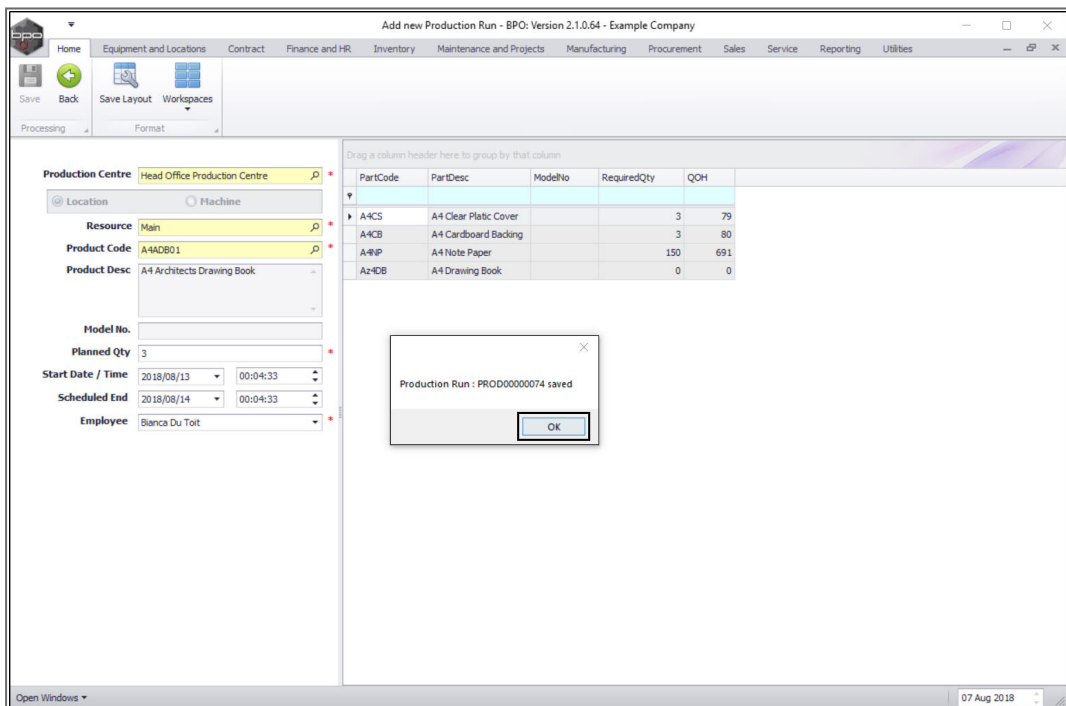 bpo
Add new Production Run - BPO: Version 2.1.0.64 - Example Company
Home Equipment and Locations Contract Finance and HR Inventory Maintenance and Projects Manufacturing Procurement Sales Service Reporting Utilities
Save Back Save Layout Workspaces
Processing Format
Drag a column header here to group by that column
Production Centre Head Office Production Centre *
Location Machine
Resource Main *
Product Code A4ADB01 *
Product Desc A4 Architects Drawing Book
Model No.
Planned Qty 3 *
Start Date / Time 2018/08/13 00:04:33
Scheduled End 2018/08/14 00:04:33
Employee Bianca Du Toit *
PartCode PartDesc ModelNo RequiredQty QOH
A4CS A4 Clear Platic Cover 3 79
A4CB A4 Cardboard Backing 3 80
A4NP A4 Note Paper 150 691
Az4DB A4 Drawing Book 0 0
Production Run : PROD00000074 saved
OK
Open Windows 07 Aug 2018